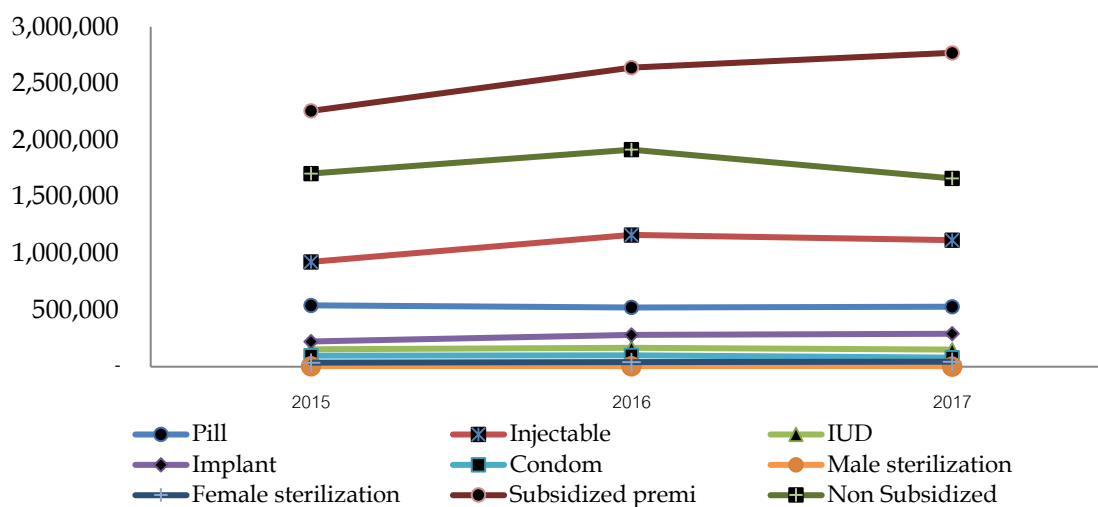 3,000,000
2,500,000
2,000,000
1,500,000
1,000,000
500,000
-
2015 2016 2017
Pill Injectable IUD
Implant Condom Male sterilization
Female sterilization Subsidized premi Non Subsidized